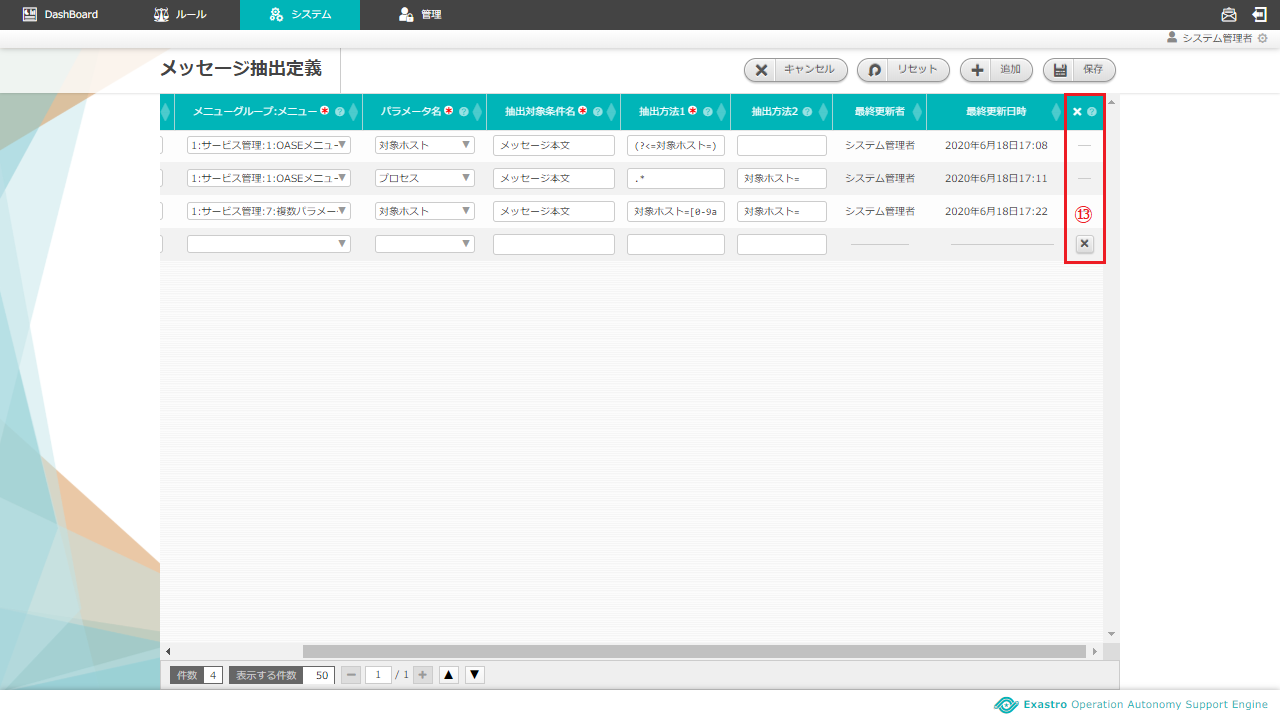 DashBoard ルール システム 管理
システム管理者
メッセージ抽出定義 キャンセル リセット 追加 保存
メニューグループ:メニュー* パラメータ名* 抽出対象条件名* 抽出方法1* 抽出方法2 最終更新者 最終更新日時
1:サービス管理:1:OASEメニュー 対象ホスト メッセージ本文 (?<=対象ホスト=) システム管理者 2020年6月18日17:08
1:サービス管理:1:OASEメニュー プロセス メッセージ本文 .* 対象ホスト= システム管理者 2020年6月18日17:11
1:サービス管理:7:複数パラメー 対象ホスト メッセージ本文 対象ホスト=[0-9a 対象ホスト= システム管理者 2020年6月18日17:22
⑬
件数 4 表示する件数 50 1 / 1
Exastro Operation Autonomy Support Engine